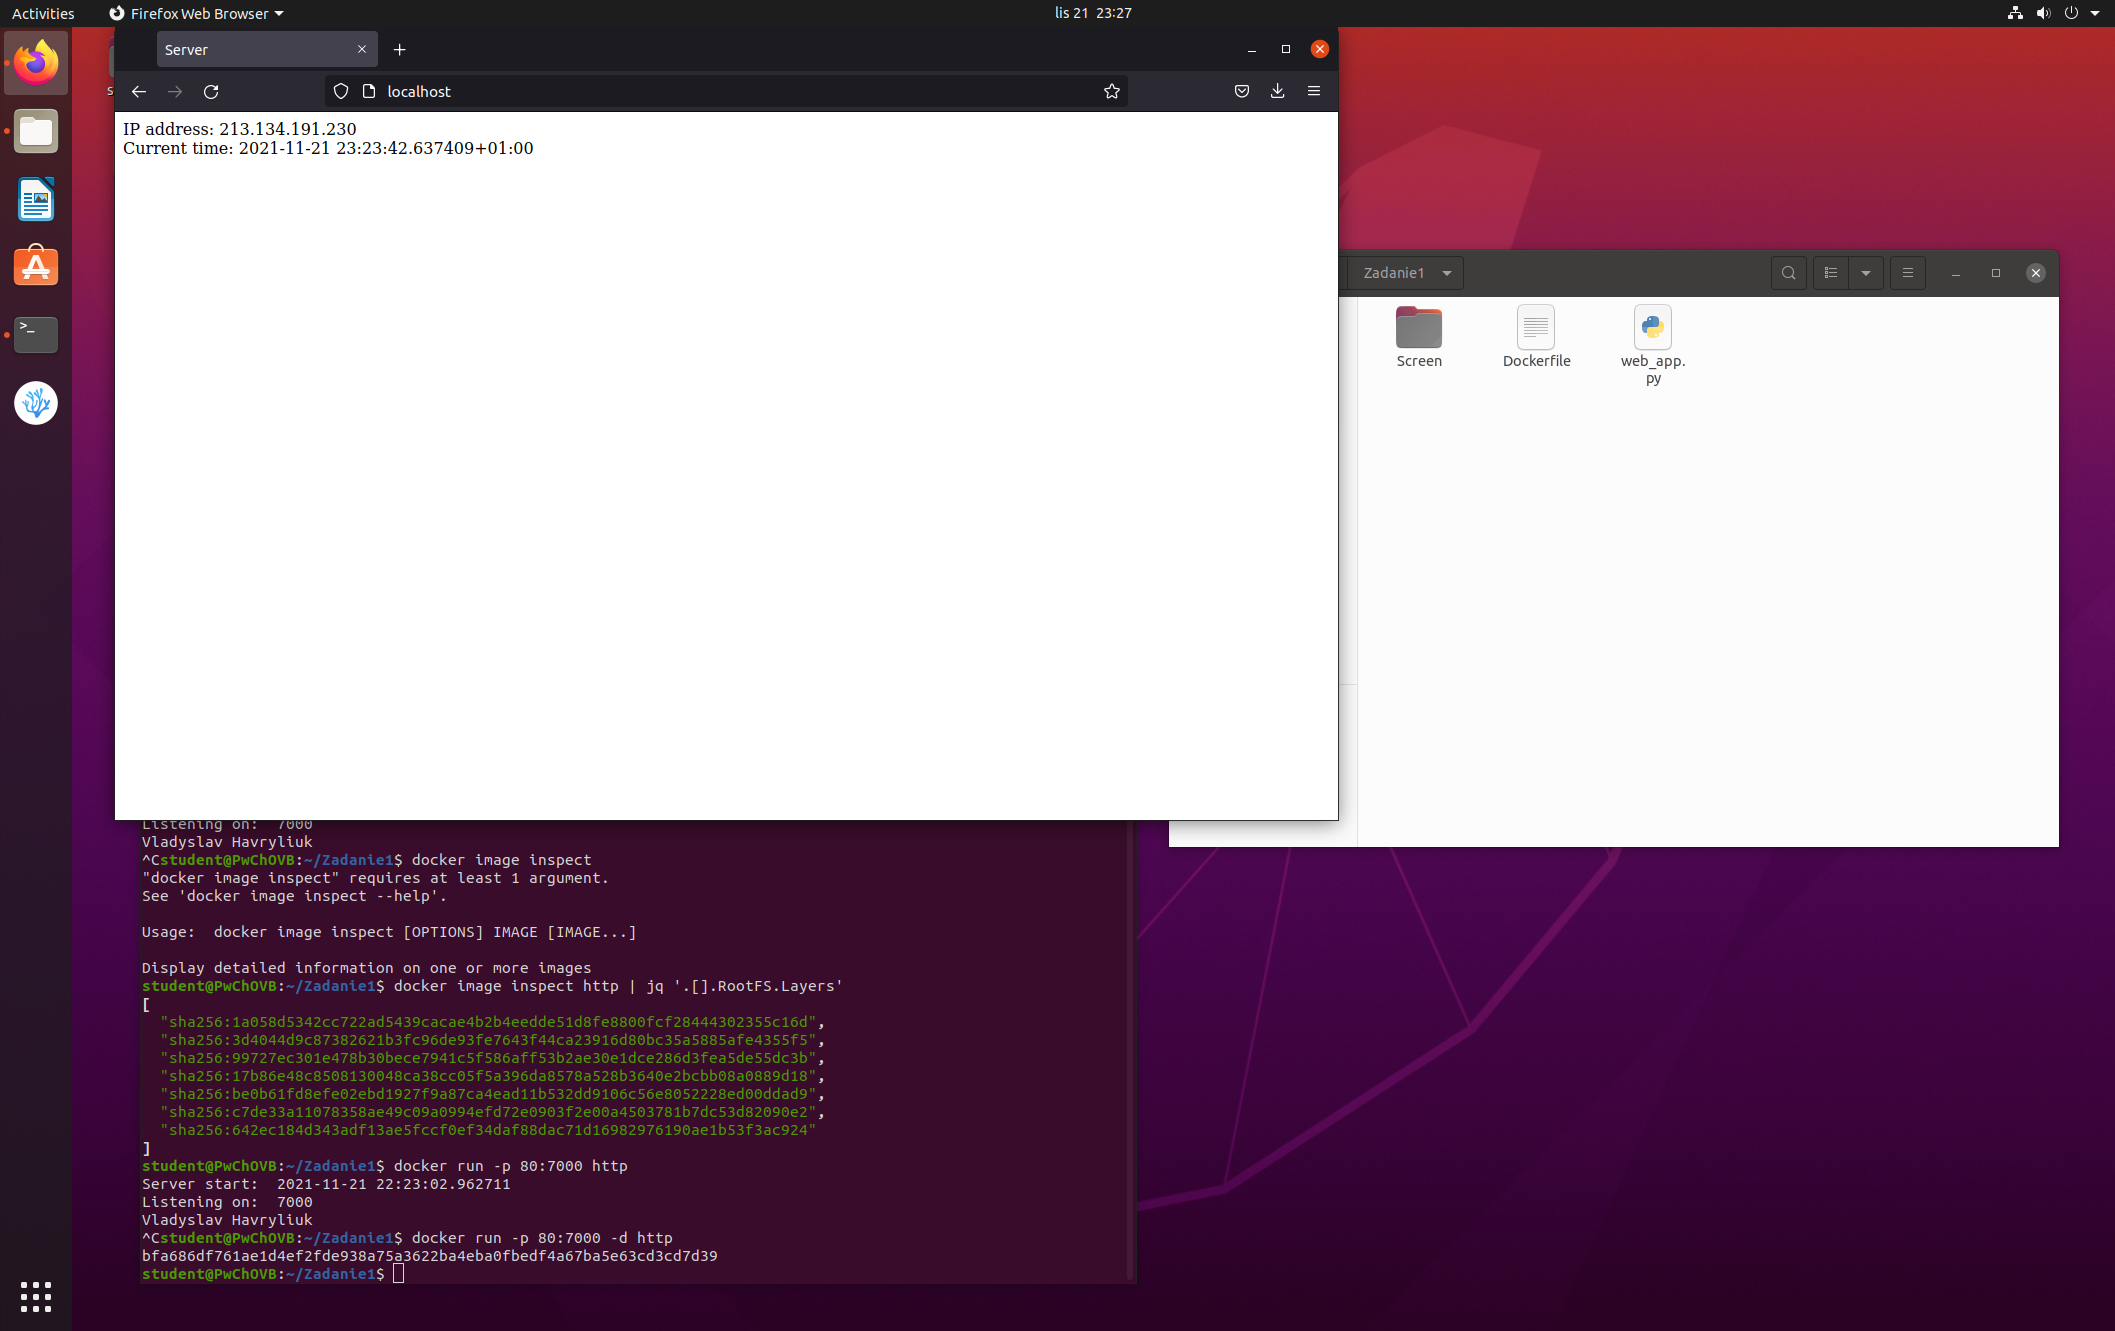 Activities
Firefox Web Browser
lis 21 23:27
Server
localhost
IP address: 213.134.191.230
Current time: 2021-11-21 23:23:42.637409+01:00
Zadanie1
Screen
Dockerfile
web_app.
py
Listening on:  7000
Vladyslav Havryliuk
^Cstudent@PwChOVB:~/Zadanie1$ docker image inspect
"docker image inspect" requires at least 1 argument.
See 'docker image inspect --help'.
Usage:  docker image inspect [OPTIONS] IMAGE [IMAGE...]
Display detailed information on one or more images
student@PwChOVB:~/Zadanie1$ docker image inspect http | jq '.[].RootFS.Layers'
[
"sha256:1a058d5342cc722ad5439cacae4b2b4eedde51d8fe8800fcf28444302355c16d",
"sha256:3d4044d9c87382621b3fc96de93fe7643f44ca23916d80bc35a5885afe4355f5",
"sha256:99727ec301e478b30bece7941c5f586aff53b2ae30e1dce286d3fea5de55dc3b",
"sha256:17b86e48c8508130048ca38cc05f5a396da8578a528b3640e2bcbb08a0889d18",
"sha256:be0b61fd8efe02ebd1927f9a87ca4ead11b532dd9106c56e8052228ed00ddad9",
"sha256:c7de33a11078358ae49c09a0994efd72e0903f2e00a4503781b7dc53d82090e2",
"sha256:642ec184d343adf13ae5fccf0ef34daf88dac71d16982976190ae1b53f3ac924"
]
student@PwChOVB:~/Zadanie1$ docker run -p 80:7000 http
Server start:  2021-11-21 22:23:02.962711
Listening on:  7000
Vladyslav Havryliuk
^Cstudent@PwChOVB:~/Zadanie1$ docker run -p 80:7000 -d http
bfa686df761ae1d4ef2fde938a75a3622ba4eba0fbedf4a67ba5e63cd3cd7d39
student@PwChOVB:~/Zadanie1$